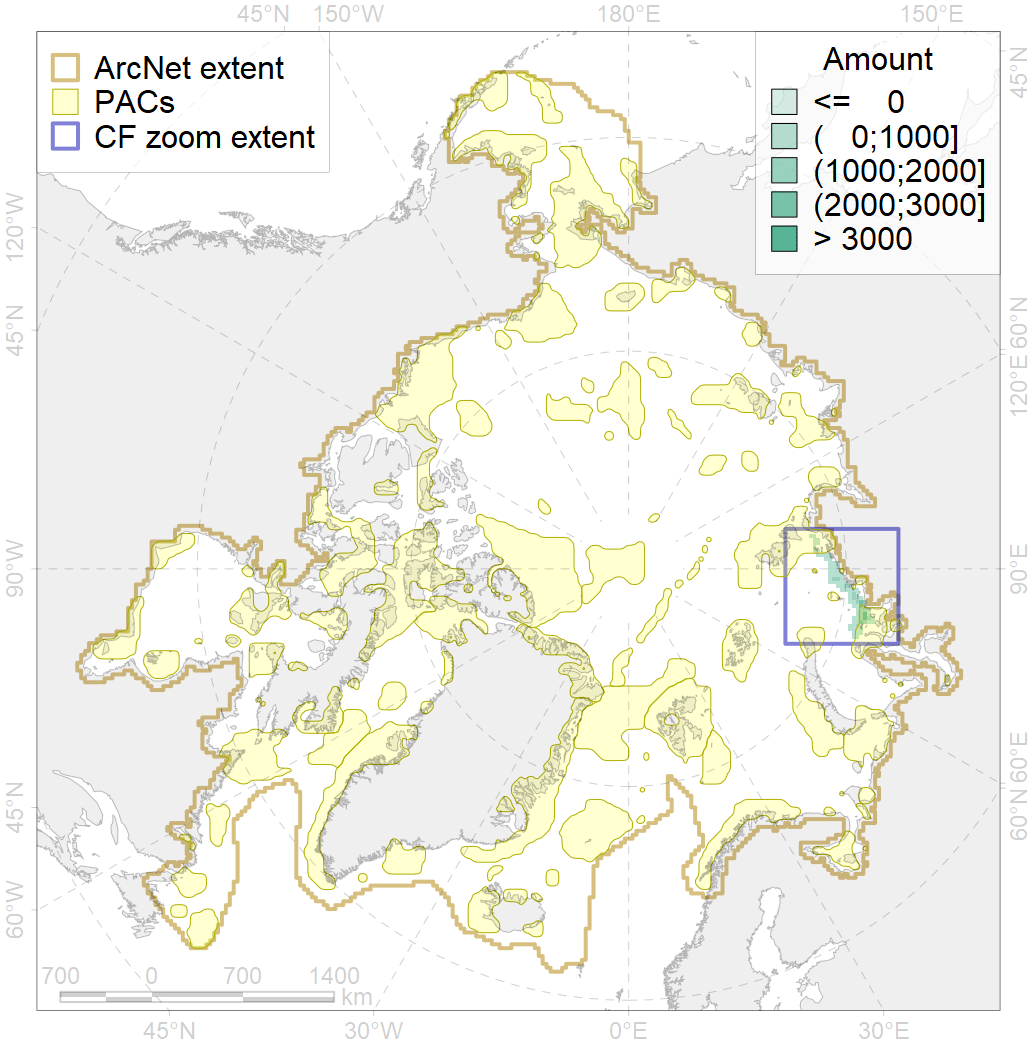 45°N 150°W 180°E 150°E
ArcNet extent
PACs
CF zoom extent
Amount
<= 0
( 0;1000]
(1000;2000]
(2000;3000]
> 3000
45°N
120°W
45°N
60°N
120°E
90°W
90°E
45°N
60°W
60°E
60°N
700 0 700 1400
km
45°N 30°W 0°E 30°E